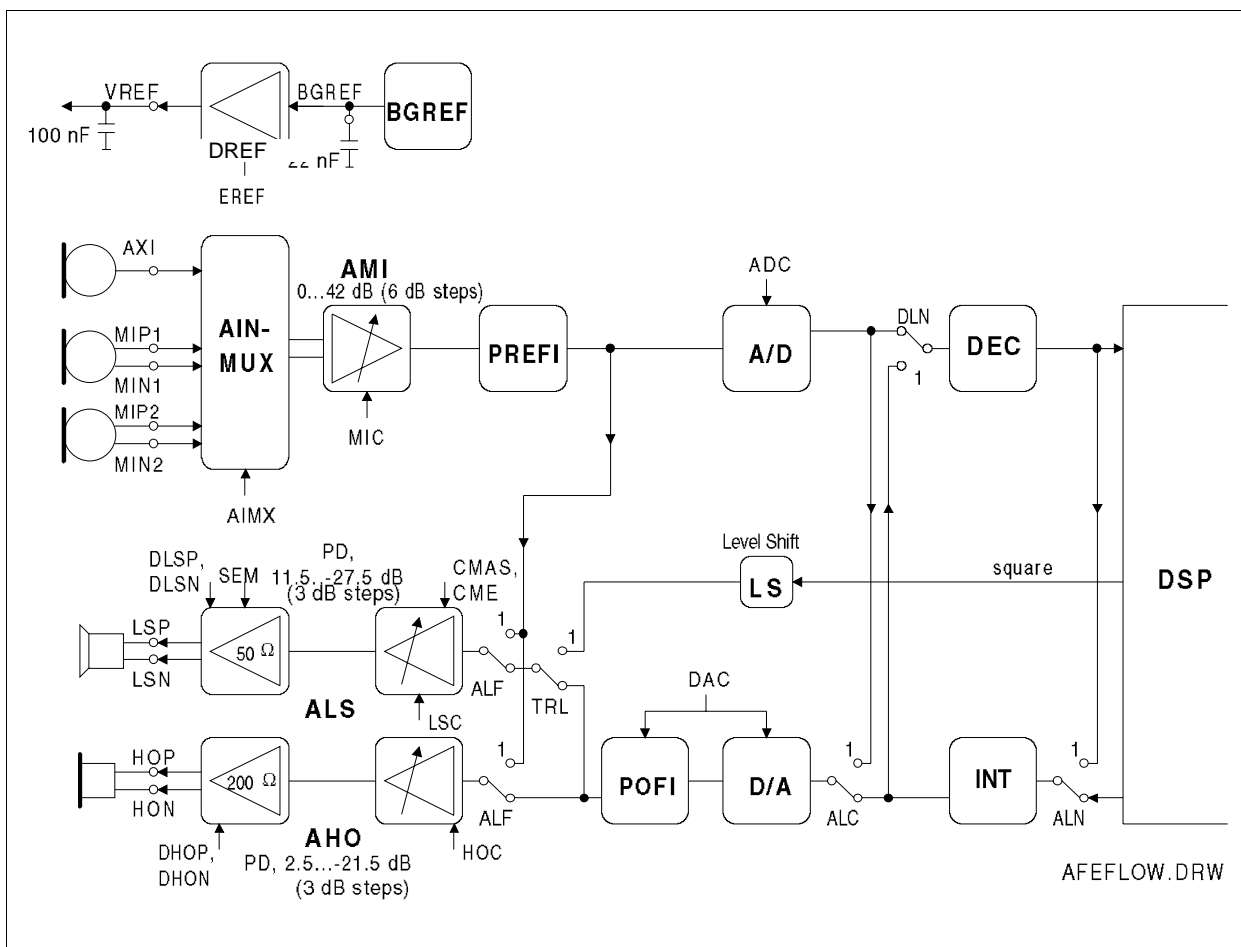 VREF
BGREF
BGREF
100 nF
DREF
nF
EREF
AXI
MIP1
MIN1
MIP2
MIN2
AIN-
MUX
AIMX
AMI
0...42 dB (6 dB steps)
MIC
PREFI
ADC
A/D
DLN
1
DEC
DSP
Level Shift
LS
square
DLSP,
DLSN
SEM
PD,
11.5...-27.5 dB
(3 dB steps)
CMAS,
CME
LSP
LSN
50 Ω
ALS
LSC
ALF
1
1
TRL
DAC
HOP
HON
200 Ω
AHO
DHOP,
DHON
PD, 2.5...-21.5 dB
(3 dB steps)
HOC
ALF
1
POFI
D/A
1
ALC
INT
1
ALN
AFEFLOW.DRW